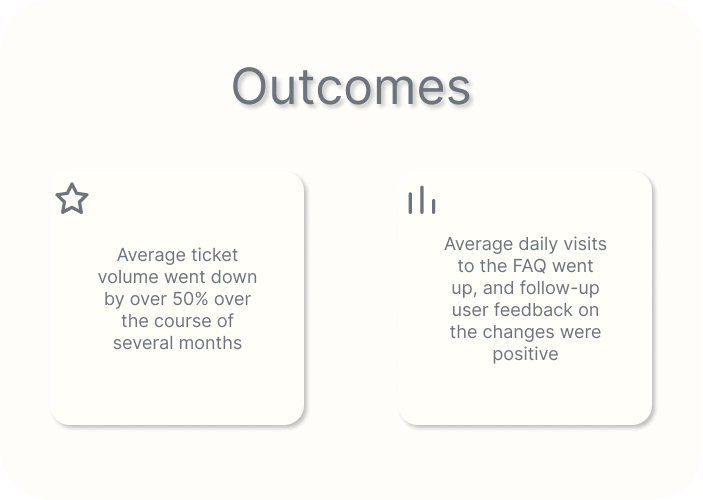 Outcomes
Average ticket
volume went down
by over 50% over
the course of
several months
Average daily visits
to the FAQ went
up, and follow-up
user feedback on
the changes were
positive